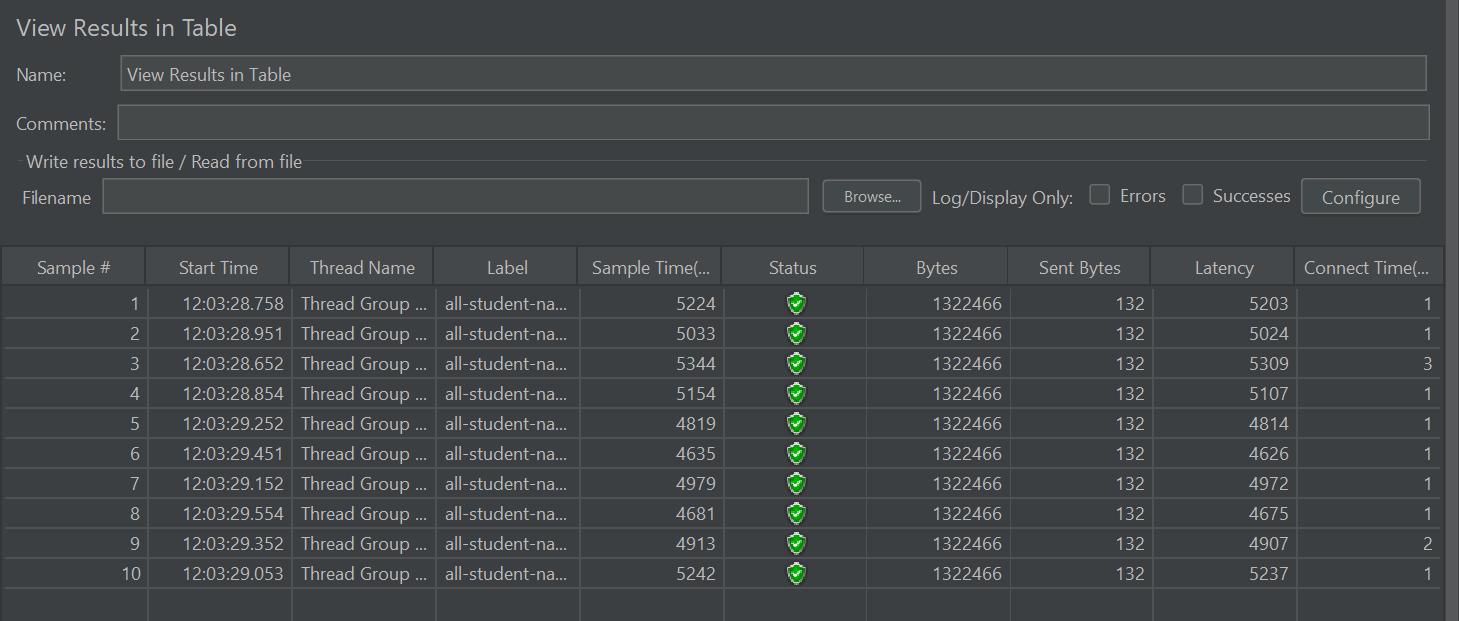 View Results in Table
Name: View Results in Table
Comments:
Write results to file / Read from file
Filename Browse... Log/Display Only: Errors Successes Configure
Sample # Start Time Thread Name Label Sample Time(... Status Bytes Sent Bytes Latency Connect Time(...
1 12:03:28.758 Thread Group ... all-student-na... 5224 1322466 132 5203 1
2 12:03:28.951 Thread Group ... all-student-na... 5033 1322466 132 5024 1
3 12:03:28.652 Thread Group ... all-student-na... 5344 1322466 132 5309 3
4 12:03:28.854 Thread Group ... all-student-na... 5154 1322466 132 5107 1
5 12:03:29.252 Thread Group ... all-student-na... 4819 1322466 132 4814 1
6 12:03:29.451 Thread Group ... all-student-na... 4635 1322466 132 4626 1
7 12:03:29.152 Thread Group ... all-student-na... 4979 1322466 132 4972 1
8 12:03:29.554 Thread Group ... all-student-na... 4681 1322466 132 4675 1
9 12:03:29.352 Thread Group ... all-student-na... 4913 1322466 132 4907 2
10 12:03:29.053 Thread Group ... all-student-na... 5242 1322466 132 5237 1